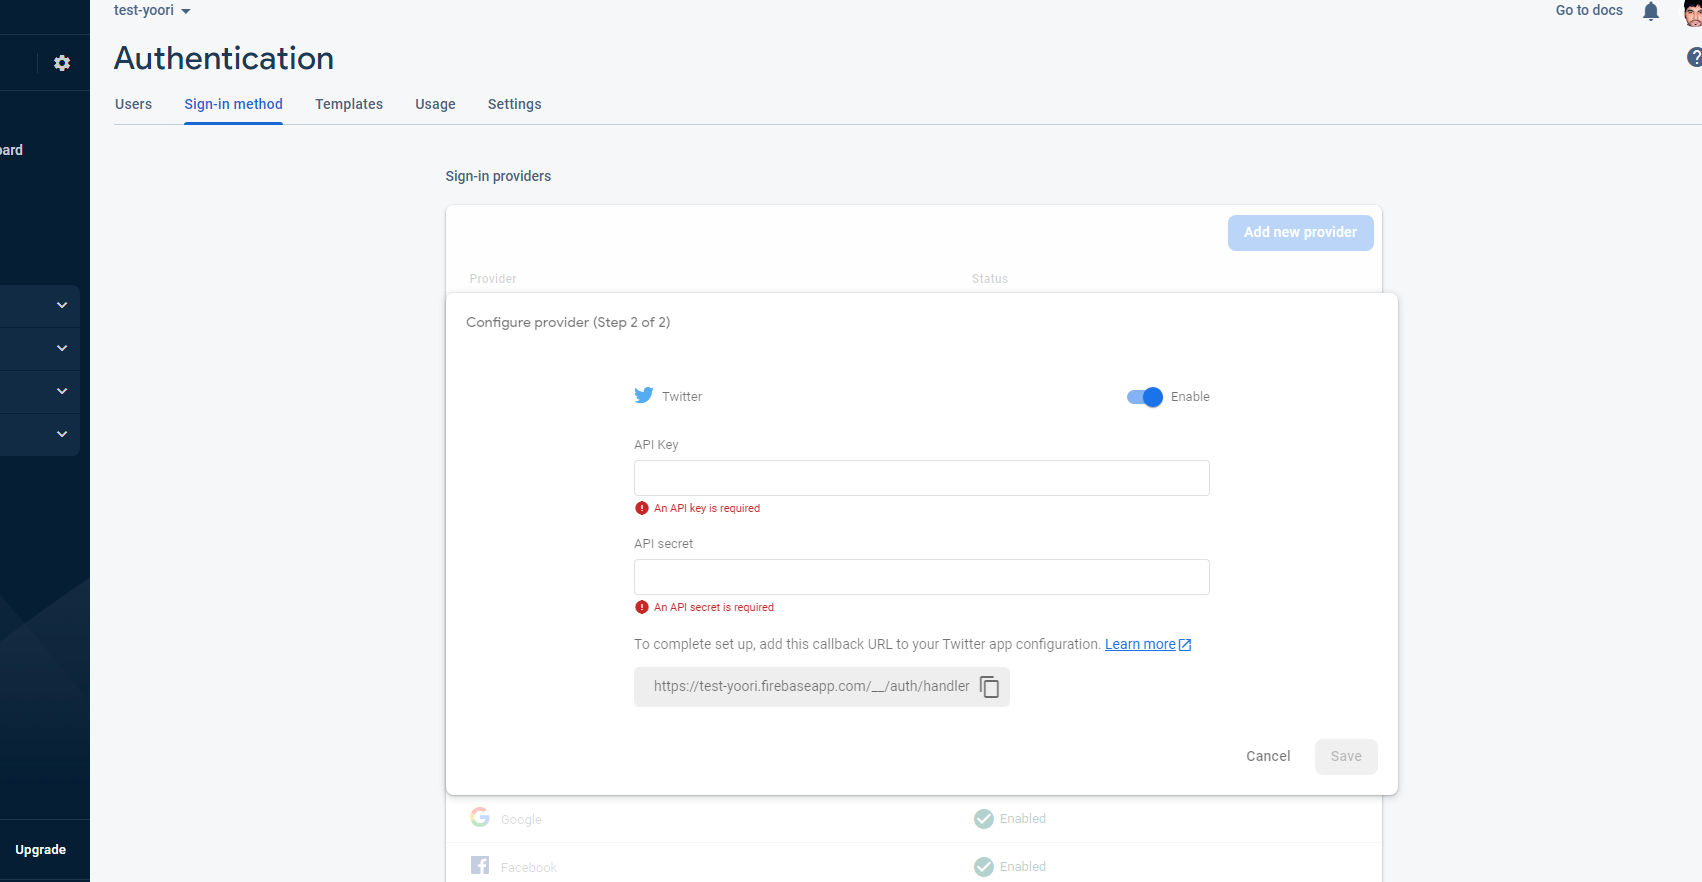 test-yoori
Go to docs
Authentication
Users Sign-in method Templates Usage Settings
Sign-in providers
Add new provider
Provider Status
Configure provider (Step 2 of 2)
Twitter Enable
API Key
An API key is required
API secret
An API secret is required
To complete set up, add this callback URL to your Twitter app configuration. Learn more
https://test-yoori.firebaseapp.com/__/auth/handler
Cancel Save
Google Enabled
Facebook Enabled
Upgrade